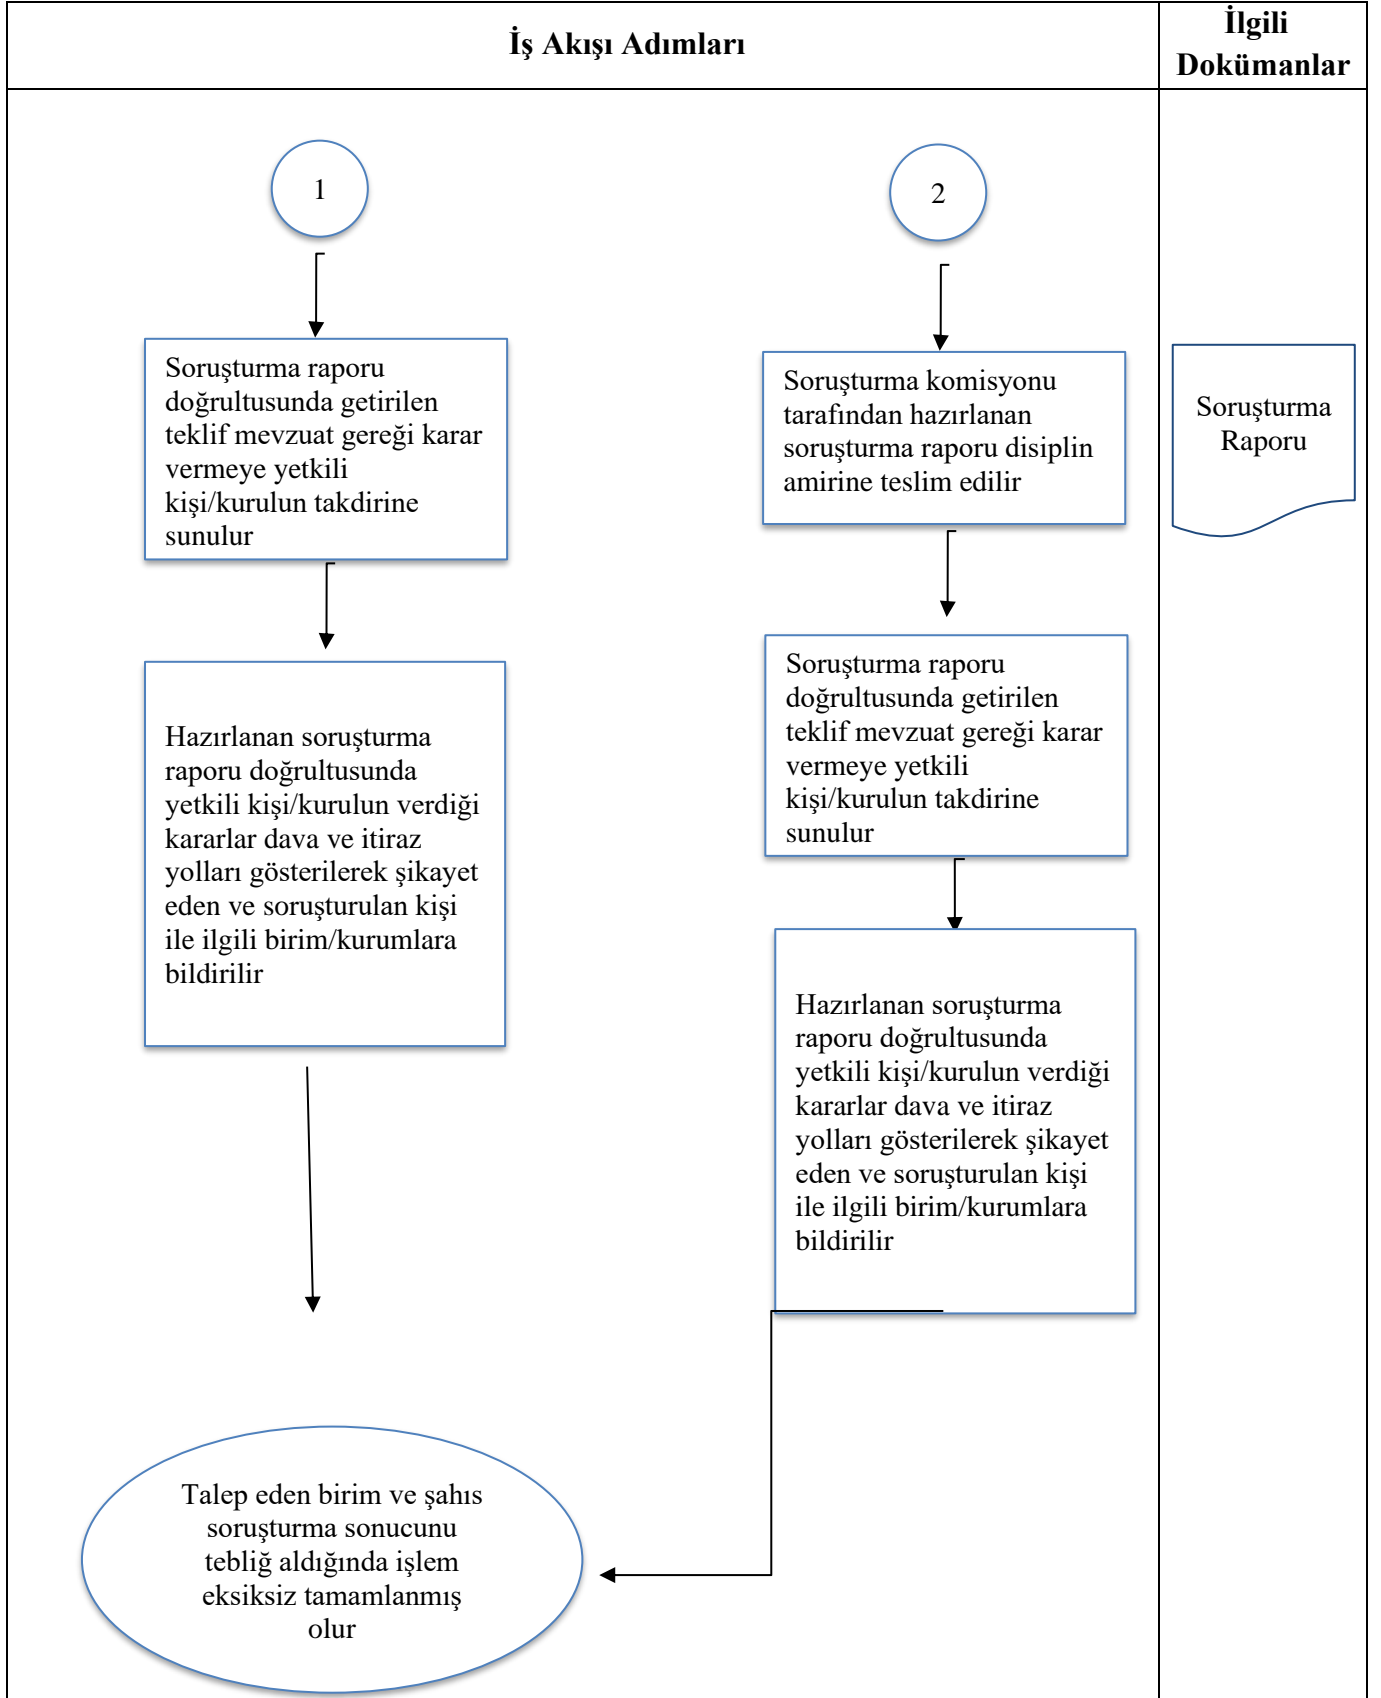 İş Akışı Adımları
İlgili
Dokümanlar
1
Soruşturma raporu
doğrultusunda getirilen
teklif mevzuat gereği karar
vermeye yetkili
kişi/kurulun takdirine
sunulur
Hazırlanan soruşturma
raporu doğrultusunda
yetkili kişi/kurulun verdiği
kararlar dava ve itiraz
yolları gösterilerek şikayet
eden ve soruşturulan kişi
ile ilgili birim/kurumlara
bildirilir
2
Soruşturma komisyonu
tarafından hazırlanan
soruşturma raporu disiplin
amirine teslim edilir
Soruşturma raporu
doğrultusunda getirilen
teklif mevzuat gereği karar
vermeye yetkili
kişi/kurulun takdirine
sunulur
Hazırlanan soruşturma
raporu doğrultusunda
yetkili kişi/kurulun verdiği
kararlar dava ve itiraz
yolları gösterilerek şikayet
eden ve soruşturulan kişi
ile ilgili birim/kurumlara
bildirilir
Talep eden birim ve şahıs
soruşturma sonucunu
tebliğ aldığında işlem
eksiksiz tamamlanmış
olur
Soruşturma
Raporu